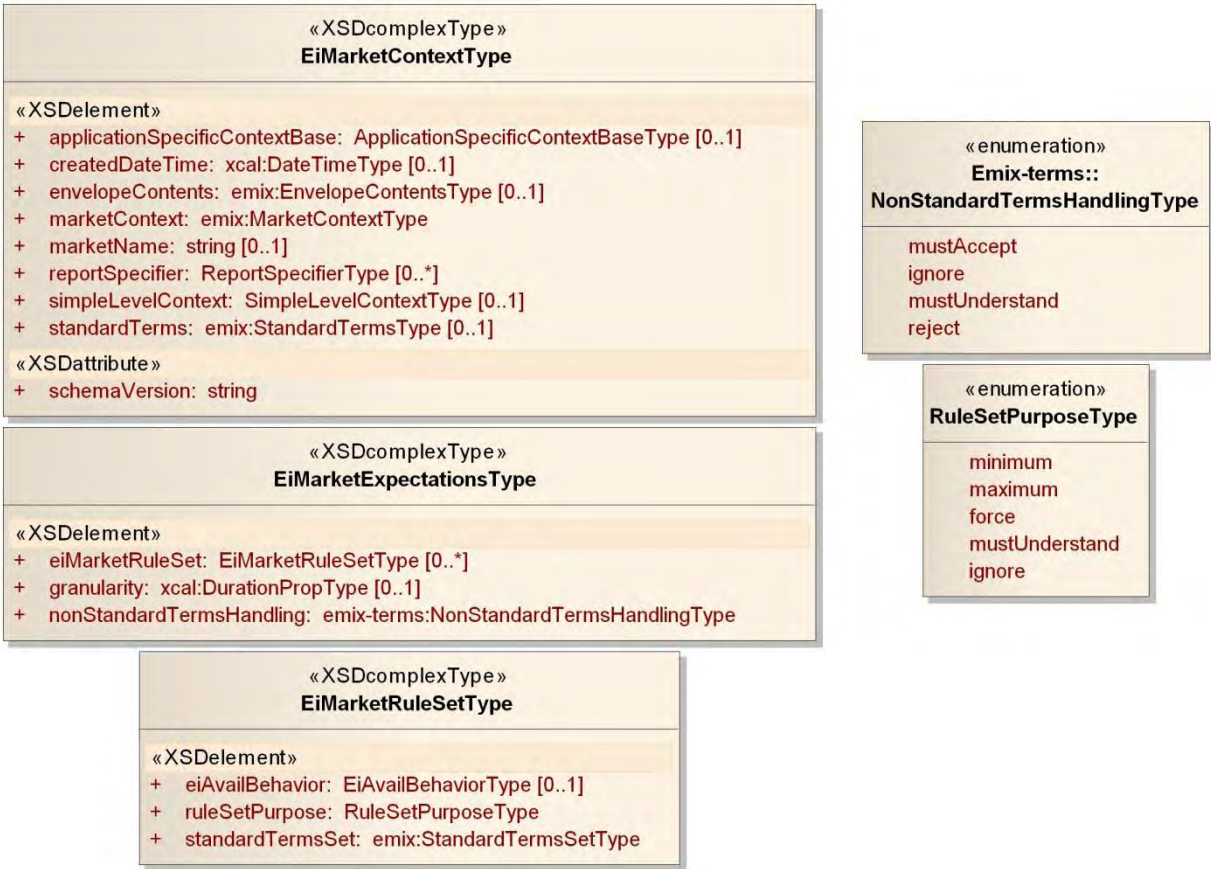 «XSDcomplexType»
EiMarketContextType
«XSDelement»
+ applicationSpecificContextBase: ApplicationSpecificContextBaseType [0..1]
+ createdDateTime: xcal:DateTimeType [0..1]
+ envelopeContents: emix:EnvelopeContentsType [0..1]
+ marketContext: emix:MarketContextType
+ marketName: string [0..1]
+ reportSpecifier: ReportSpecifierType [0..*]
+ simpleLevelContext: SimpleLevelContextType [0..1]
+ standardTerms: emix:StandardTermsType [0..1]
«XSDattribute»
+ schemaVersion: string
«XSDcomplexType»
EiMarketExpectationsType
«XSDelement»
+ eiMarketRuleSet: EiMarketRuleSetType [0..*]
+ granularity: xcal:DurationPropType [0..1]
+ nonStandardTermsHandling: emix-terms:NonStandardTermsHandlingType
«XSDcomplexType»
EiMarketRuleSetType
«XSDelement»
+ eiAvailBehavior: EiAvailBehaviorType [0..1]
+ ruleSetPurpose: RuleSetPurposeType
+ standardTermsSet: emix:StandardTermsSetType
«enumeration»
Emix-terms::
NonStandardTermsHandlingType
mustAccept
ignore
mustUnderstand
reject
«enumeration»
RuleSetPurposeType
minimum
maximum
force
mustUnderstand
ignore